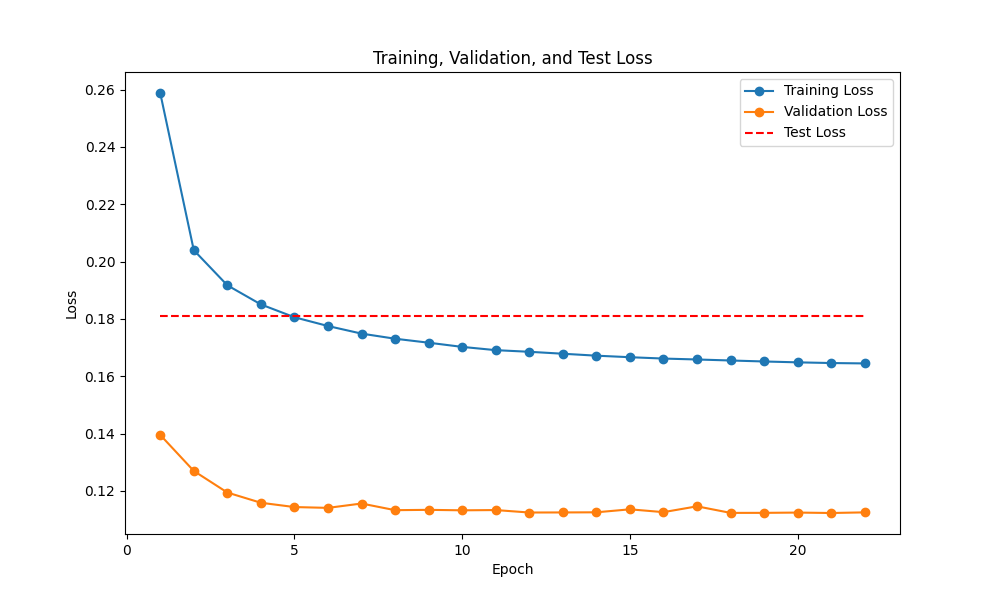 Training, Validation, and Test Loss
Training Loss
Validation Loss
Test Loss
Loss
0.26
0.24
0.22
0.20
0.18
0.16
0.14
0.12
0
5
10
15
20
Epoch